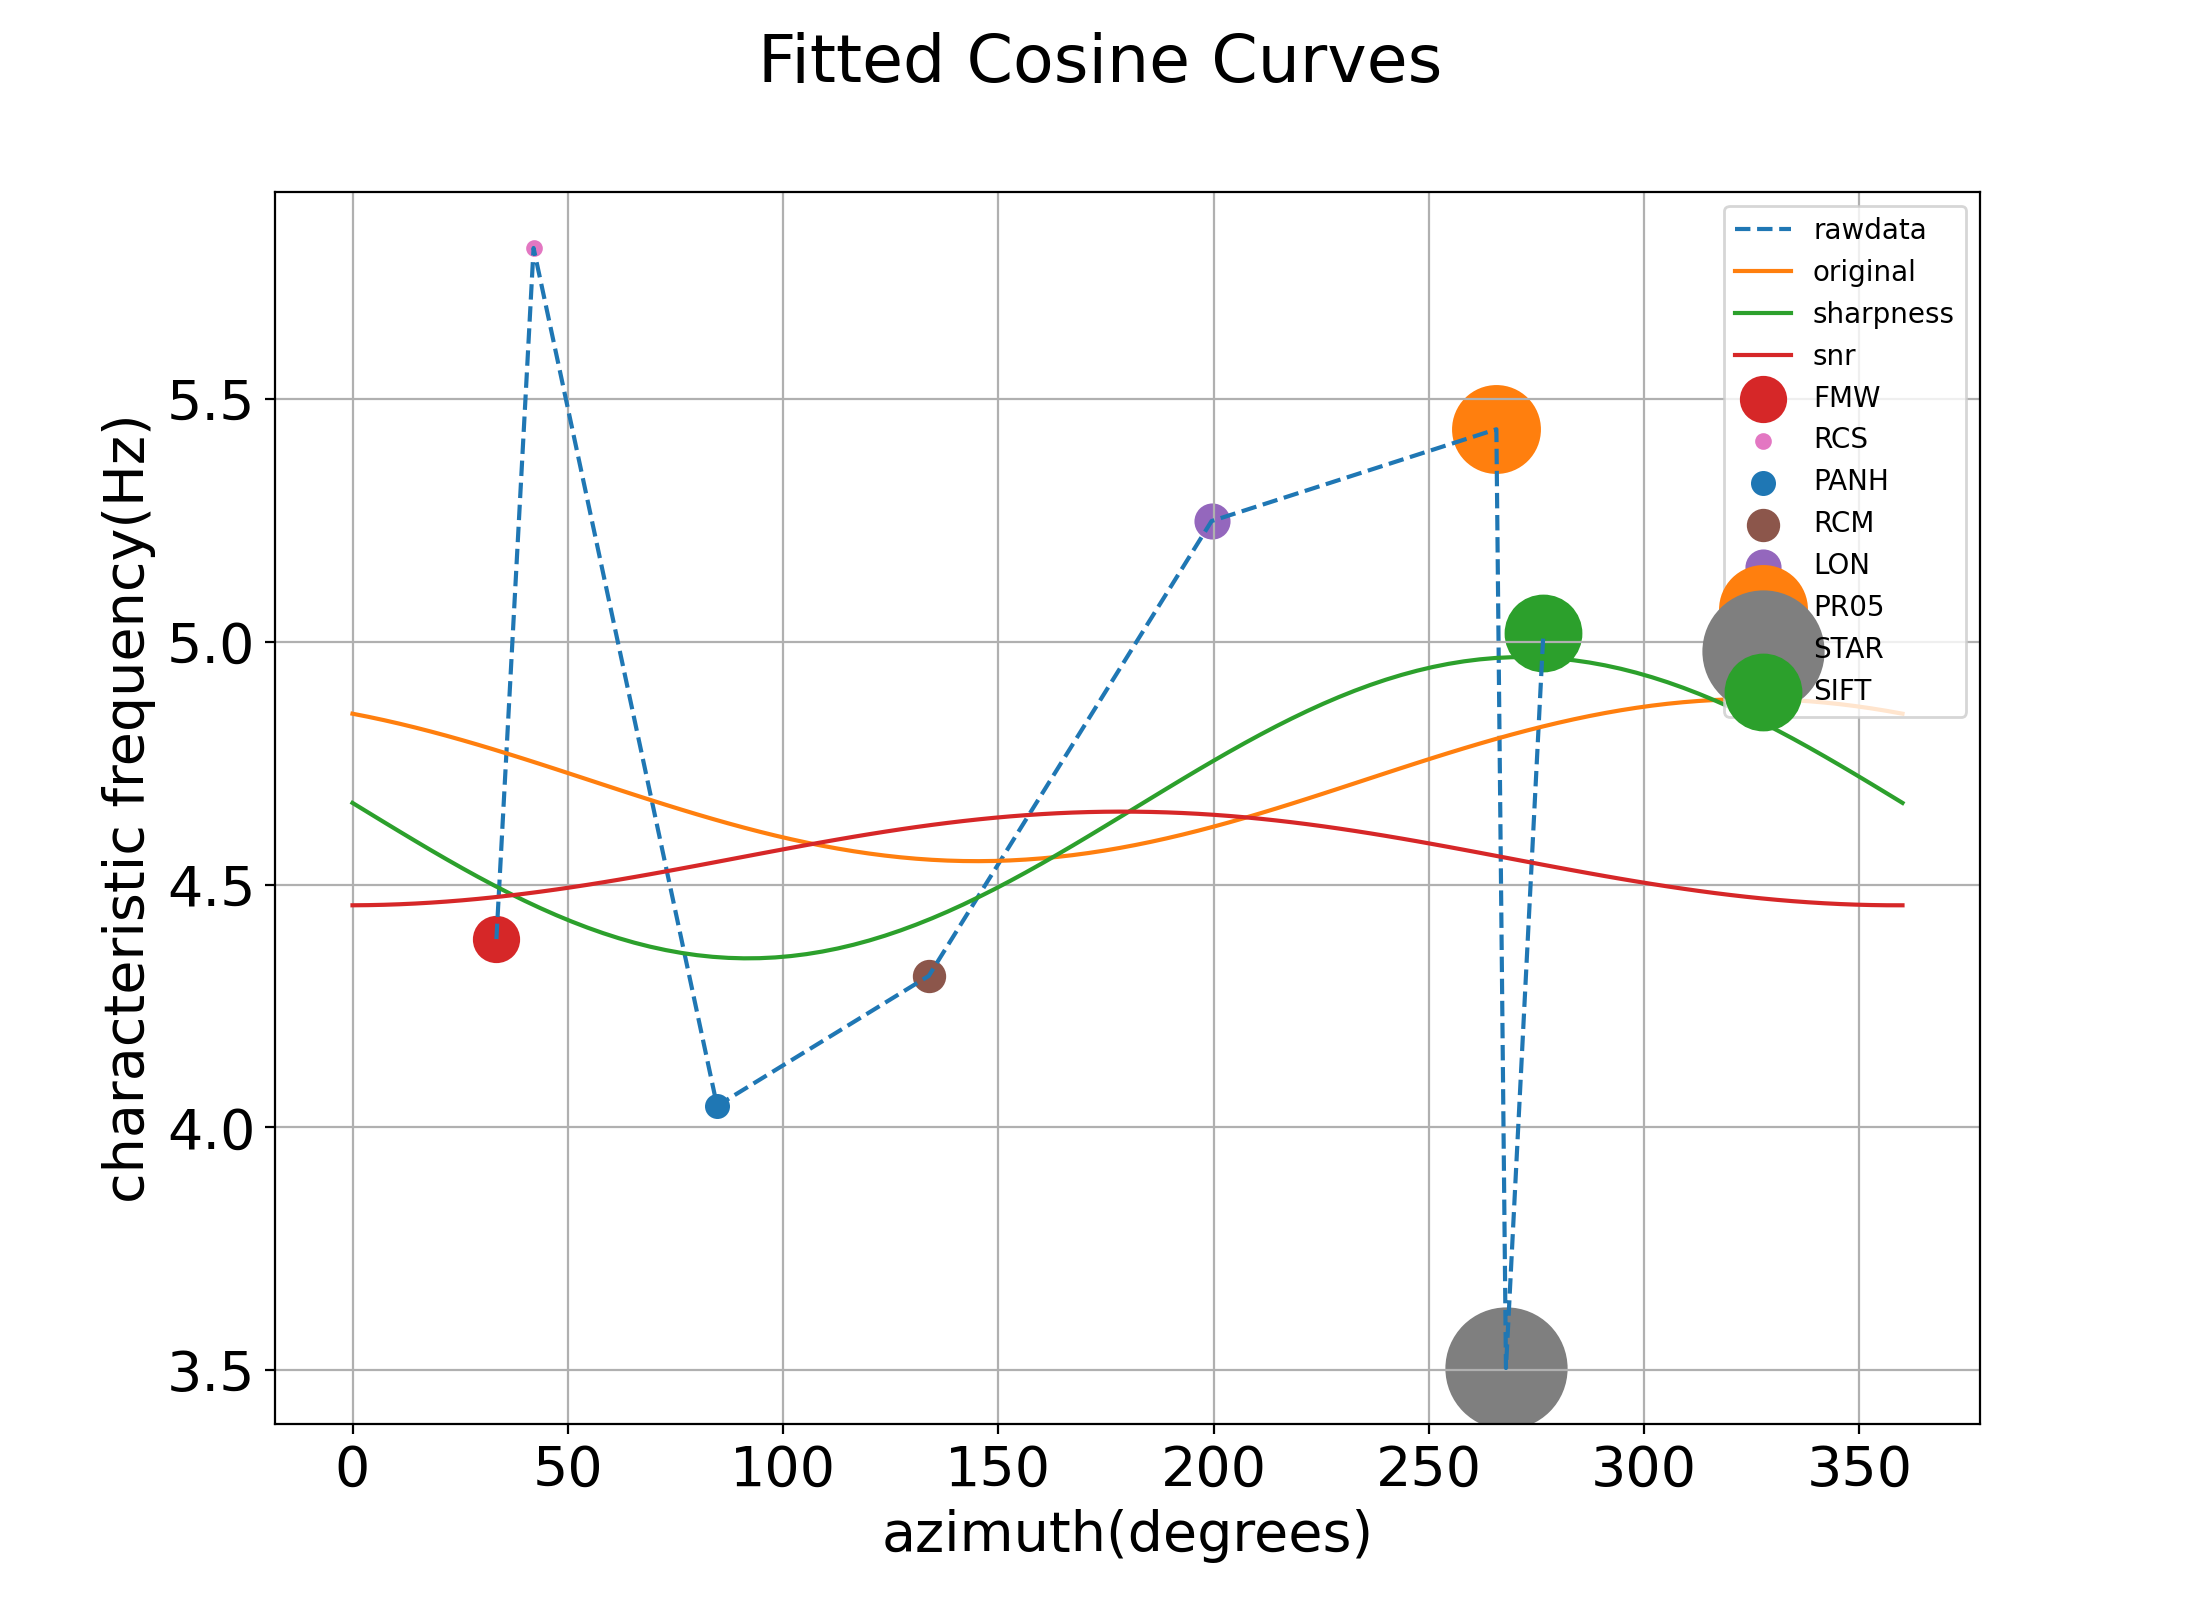 Fitted Cosine Curves
rawdata
original
sharpness
snr
FMW
RCS
PANH
RCM
LON
PR05
STAR
SIFT
characteristic frequency(Hz)
5.5
5.0
4.5
4.0
3.5
0 50 100 150 200 250 300 350
azimuth(degrees)